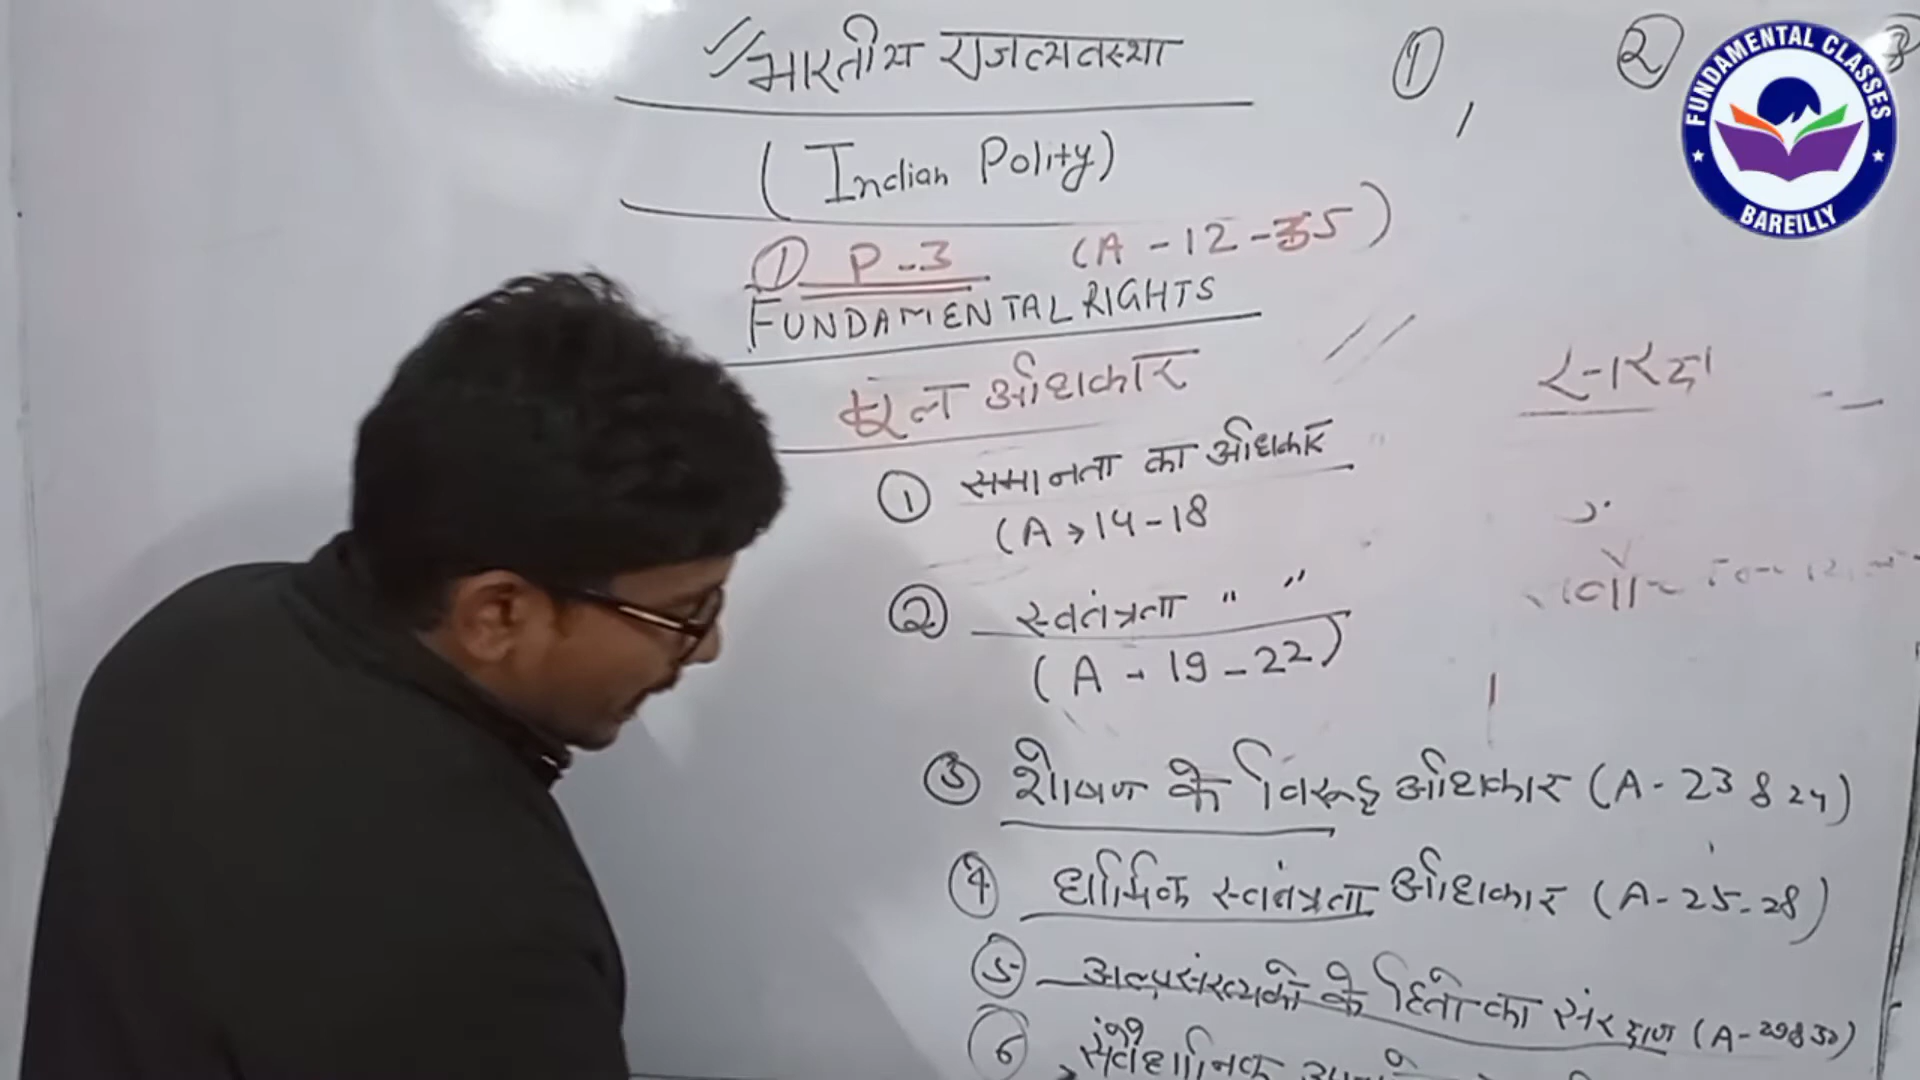 भारतीय राजव्यवस्था
(Indian Polity)
① P-3 (A-12-35)
FUNDAMENTAL RIGHTS
मूल अधिकार
① समानता का अधिकार
(A → 14-18
② स्वतंत्रता " "
(A - 19-22)
③ शोषण के विरूद्ध अधिकार (A-23 & 24)
④ धार्मिक स्वतंत्रता अधिकार (A-25-28)
⑤ अल्पसंख्यकों के हितों का संरक्षण (A-29&30)
⑥ संवैधानिक
① , ②
FUNDAMENTAL CLASSES
BAREILLY